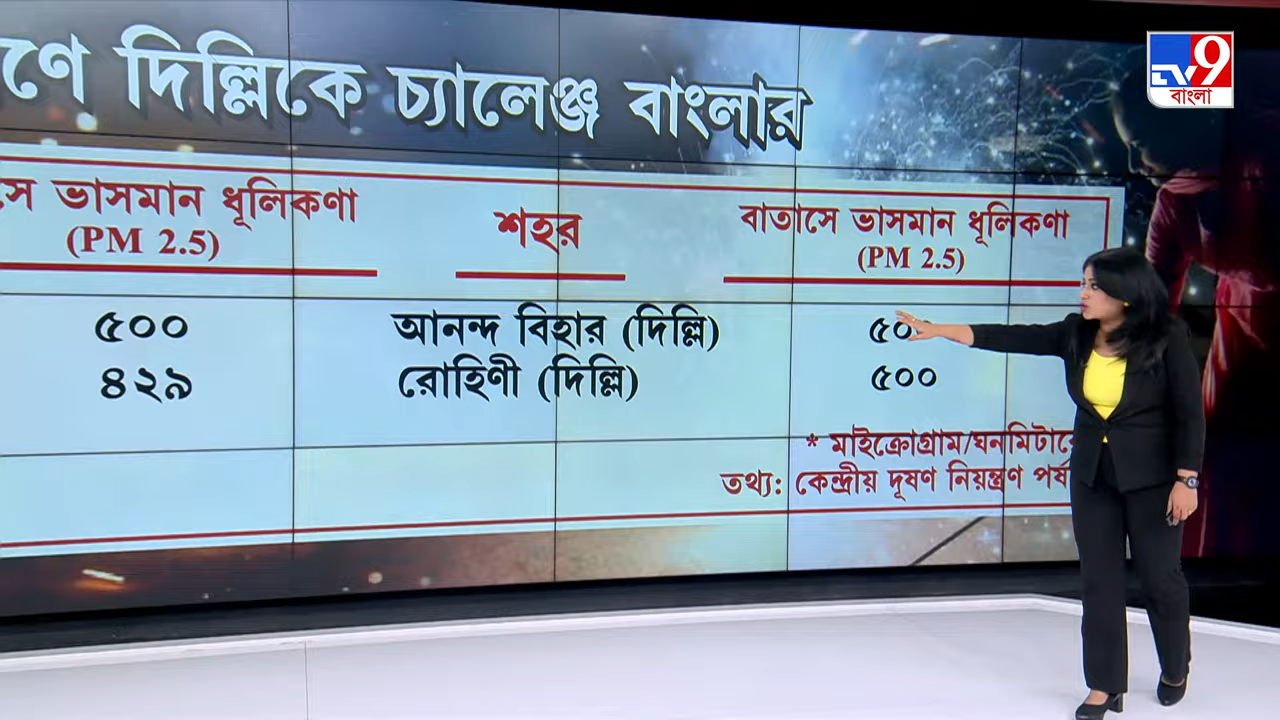 দিল্লিকে চ্যালেঞ্জ বাংলার
TV9
বাংলা
ভাসমান ধূলিকণা
(PM 2.5)
শহর
বাতাসে ভাসমান ধূলিকণা
(PM 2.5)
৫০০
আনন্দ বিহার (দিল্লি)
৪২৯
রোহিণী (দিল্লি)
৫০০
* মাইক্রোগ্রাম/ঘনমিটারে
তথ্য: কেন্দ্রীয় দূষণ নিয়ন্ত্রণ